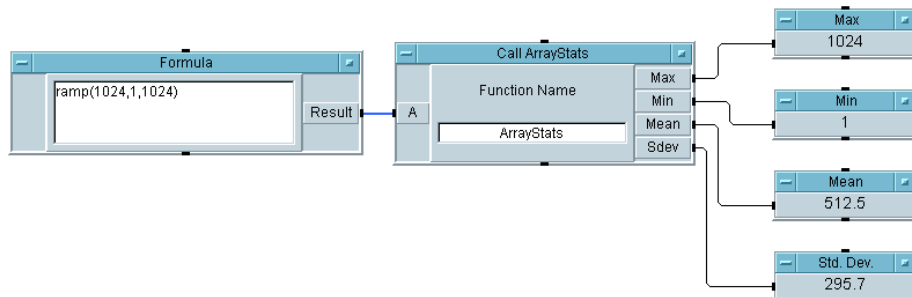 Formula
ramp(1024,1,1024)
Result
Call ArrayStats
A
Function Name
ArrayStats
Max
Min
Mean
Sdev
Max
1024
Min
1
Mean
512.5
Std. Dev.
295.7